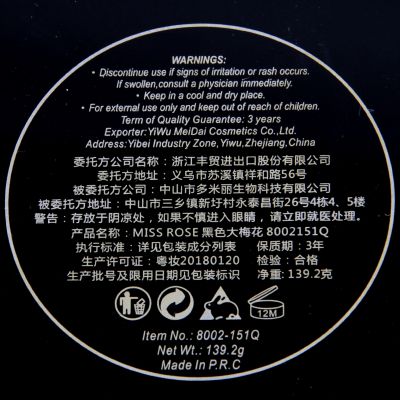 WARNINGS:
• Discontinue use if signs of irritation or rash occurs.
If swollen,consult a physician immediately.
• Keep in a cool and dry place.
• For external use only and keep out of reach of children.
Term of Quality Guarantee: 3 years
Exporter:YiWu MeiDai Cosmetics Co.,Ltd
Address:Yibei Industry Zone, Yiwu,Zhejiang,China
委托方公司名称：浙江丰贸进出口股份有限公司
委托方地址：义乌市苏溪镇祥和路56号
被委托方公司名称：中山市多米丽生物科技有限公司
被委托方地址：中山市三乡镇新圩村永泰昌街26号4栋4、5楼
警告：存放于阴凉处，如果不慎进入眼睛，请立即就医处理。
产品名称：MISS ROSE 黑色大梅花 8002151Q
执行标准：详见包装成分列表 保质期：3年
生产许可证：粤妆20180120 检验：合格
生产批号及限用日期见包装标识 净重:139.2克
12M
Item No.: 8002-151Q
Net Wt.: 139.2g
Made In P.R.C